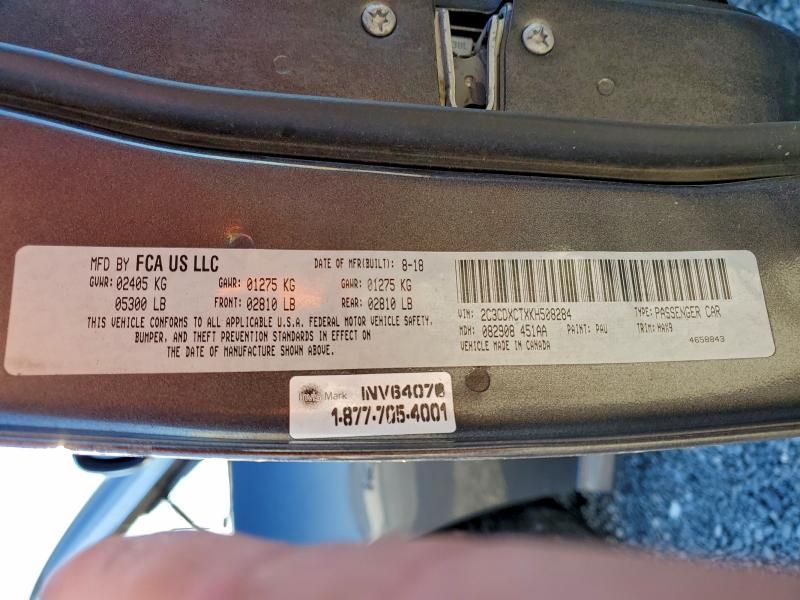 MFD BY FCA US LLC DATE OF MFR(BUILT): 8-18
GVWR: 02405 KG GAWR: 01275 KG GAWR: 01275 KG
05300 LB FRONT: 02810 LB REAR: 02810 LB
THIS VEHICLE CONFORMS TO ALL APPLICABLE U.S.A. FEDERAL MOTOR VEHICLE SAFETY,
BUMPER, AND THEFT PREVENTION STANDARDS IN EFFECT ON
THE DATE OF MANUFACTURE SHOWN ABOVE.
VIN: 2C3CDXCTXKH508284 TYPE: PASSENGER CAR
MDH: 082908 451AA PAINT: PAU TRIM: HAX9
VEHICLE MADE IN CANADA 4658843
Mark INV64070
1-877-705-4001